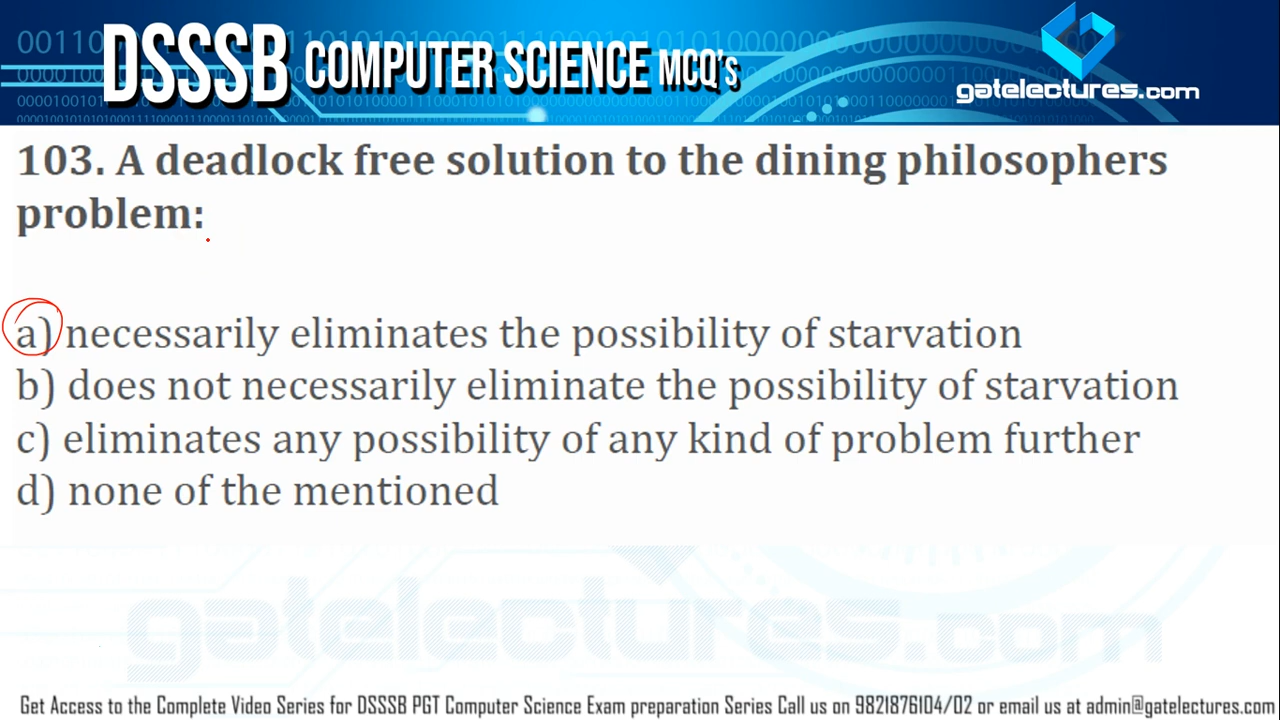 DSSSB COMPUTER SCIENCE MCQ's
gatelectures.com
103. A deadlock free solution to the dining philosophers
problem:
a) necessarily eliminates the possibility of starvation
b) does not necessarily eliminate the possibility of starvation
c) eliminates any possibility of any kind of problem further
d) none of the mentioned
gatelectures.com
Get Access to the Complete Video Series for DSSSB PGT Computer Science Exam preparation Series Call us on 9821876104/02 or email us at admin@gatelectures.com